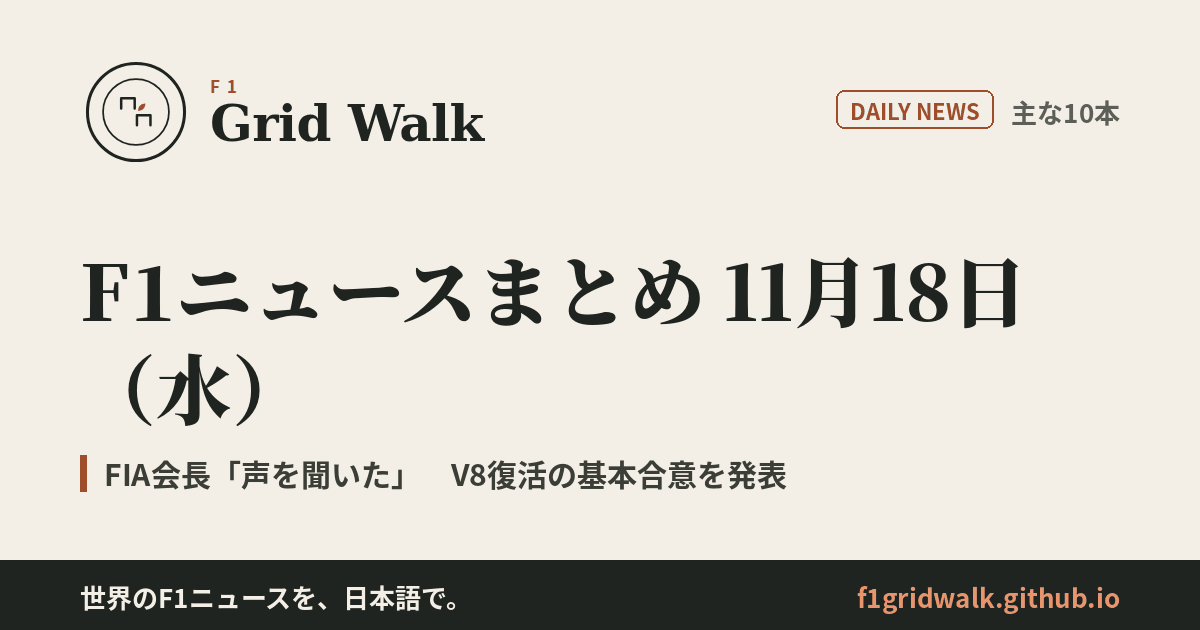 F1
Grid Walk
DAILY NEWS 主な10本
F1ニュースまとめ 11月18日
（水）
FIA会長「声を聞いた」　V8復活の基本合意を発表
世界のF1ニュースを、日本語で。
f1gridwalk.github.io